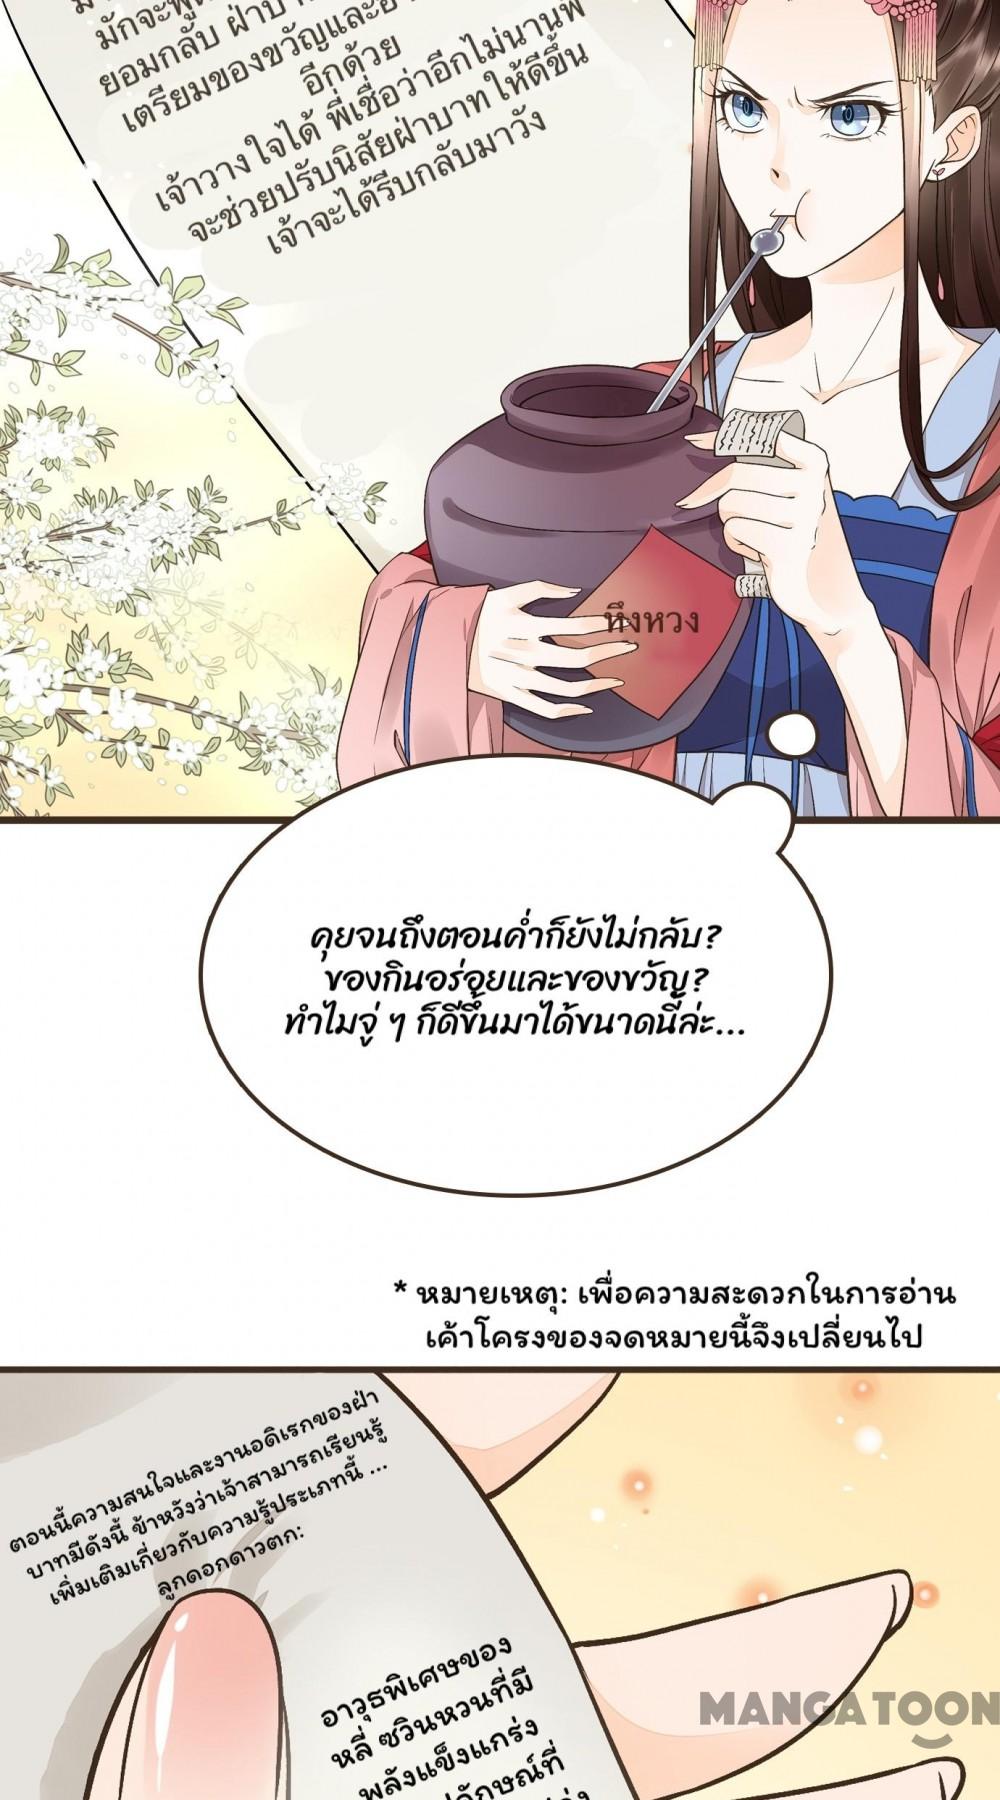 มักจะพูด
ยอมกลับ ฝ่าบา
เตรียมของขวัญและอา
อีกด้วย
เจ้าวางใจได้ พี่เชื่อว่าอีกไม่นานพี่
จะช่วยปรับนิสัยฝ่าบาทให้ดีขึ้น
เจ้าจะได้รีบกลับมาวัง
หึงหวง
คุยจนถึงตอนค่ำก็ยังไม่กลับ?
ของกินอร่อยและของขวัญ?
ทำไมจู่ ๆ ก็ดีขึ้นมาได้ขนาดนี้ล่ะ...
* หมายเหตุ: เพื่อความสะดวกในการอ่าน
เค้าโครงของจดหมายนี้จึงเปลี่ยนไป
ตอนนี้ความสนใจและงานอดิเรกของฝ่า
บาทมีดังนี้ ข้าหวังว่าเจ้าสามารถเรียนรู้
เพิ่มเติมเกี่ยวกับความรู้ประเภทนี้ ...
ลูกดอกดาวตก:
อาวุธพิเศษของ
หลี่ ซวินหวนที่มี
พลังแข็งแกร่ง
ลักษณ์ที่
MANGATOON